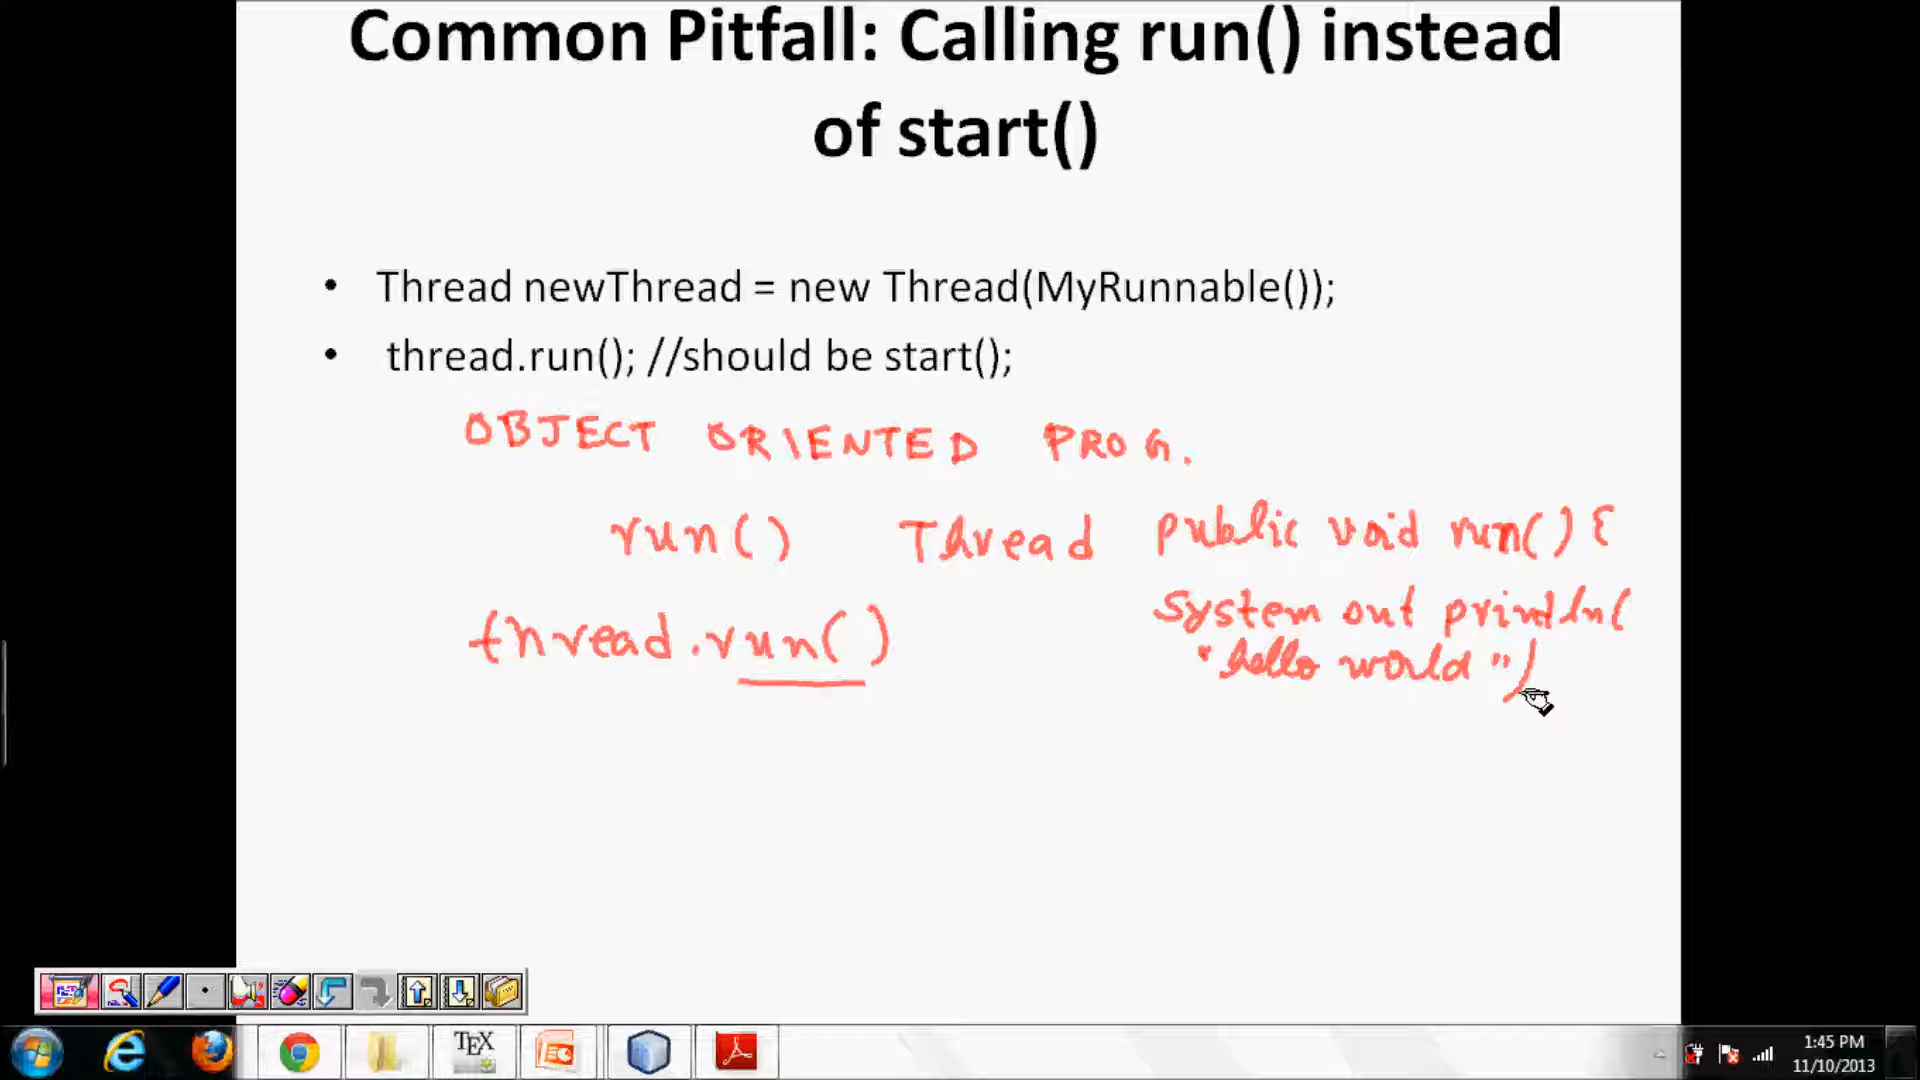 Common Pitfall: Calling run() instead
of start()
• Thread newThread = new Thread(MyRunnable());
• thread.run(); //should be start();
OBJECT ORIENTED PROG.
run() Thread public void run() {
System out println(
thread.run()
"hello world")
TEX
1:45 PM
11/10/2013